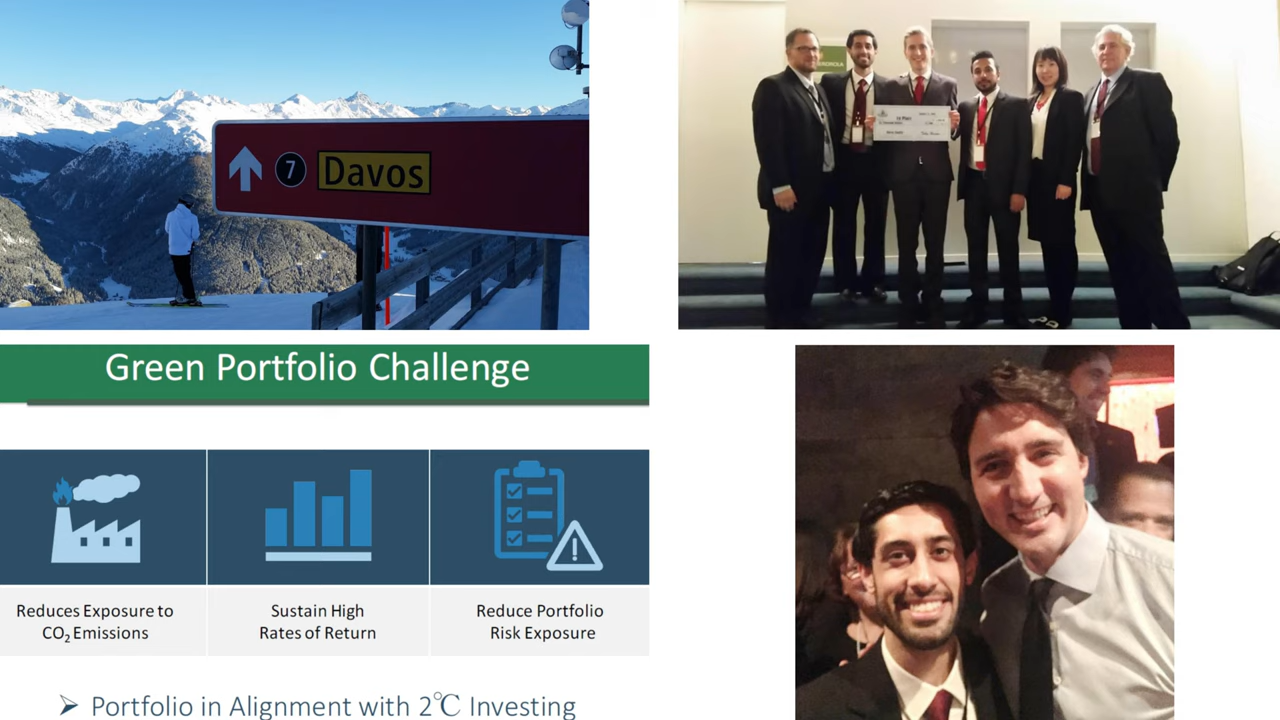 7 Davos
IBERDROLA
Green Portfolio Challenge
Reduces Exposure to
CO₂ Emissions
Sustain High
Rates of Return
Reduce Portfolio
Risk Exposure
➢ Portfolio in Alignment with 2℃ Investing